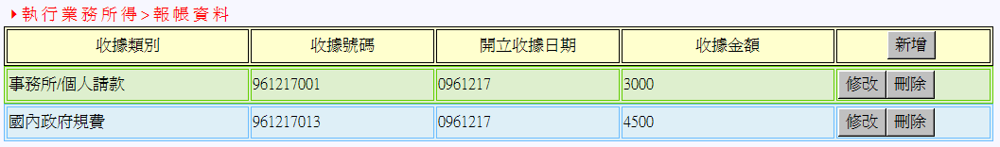 執行業務所得>報帳資料
收據類別 收據號碼 開立收據日期 收據金額 新增
事務所/個人請款 961217001 0961217 3000 修改 刪除
國內政府規費 961217013 0961217 4500 修改 刪除